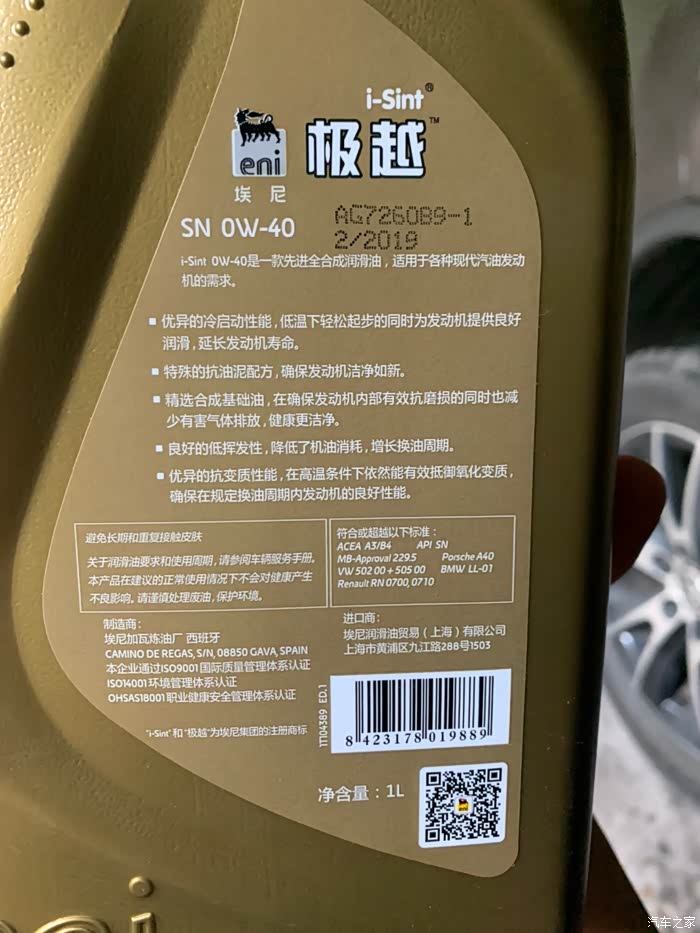 i-Sint®
eni
极越™
埃尼
SN 0W-40
AG7260B9-1
2/2019
i-Sint 0W-40是一款先进全合成润滑油，适用于各种现代汽油发动
机的需求。
▪ 优异的冷启动性能，低温下轻松起步的同时为发动机提供良好
润滑，延长发动机寿命。
▪ 特殊的抗油泥配方，确保发动机洁净如新。
▪ 精选合成基础油，在确保发动机内部有效抗磨损的同时也减
少有害气体排放，健康更洁净。
▪ 良好的低挥发性，降低了机油消耗，增长换油周期。
▪ 优异的抗变质性能，在高温条件下依然能有效抵御氧化变质，
确保在规定换油周期内发动机的良好性能。
避免长期和重复接触皮肤
关于润滑油要求和使用周期，请参阅车辆服务手册。
本产品在建议的正常使用情况下不会对健康产生
不良影响。请谨慎处理废油，保护环境。
符合或超越以下标准：
ACEA A3/B4 API SN
MB-Approval 229.5 Porsche A40
VW 502 00+505 00 BMW LL-01
Renault RN 0700, 0710
制造商：
埃尼加瓦炼油厂 西班牙
CAMINO DE REGAS, S/N, 08850 GAVA, SPAIN
本企业通过ISO9001国际质量管理体系认证
ISO14001 环境管理体系认证
OHSAS18001 职业健康安全管理体系认证
进口商：
埃尼润滑油贸易（上海）有限公司
上海市黄浦区九江路288号1503
"i-Sint" 和 "极越"为埃尼集团的注册商标
17104389 ED.1
8 423178 019889
净含量：1L
汽车之家